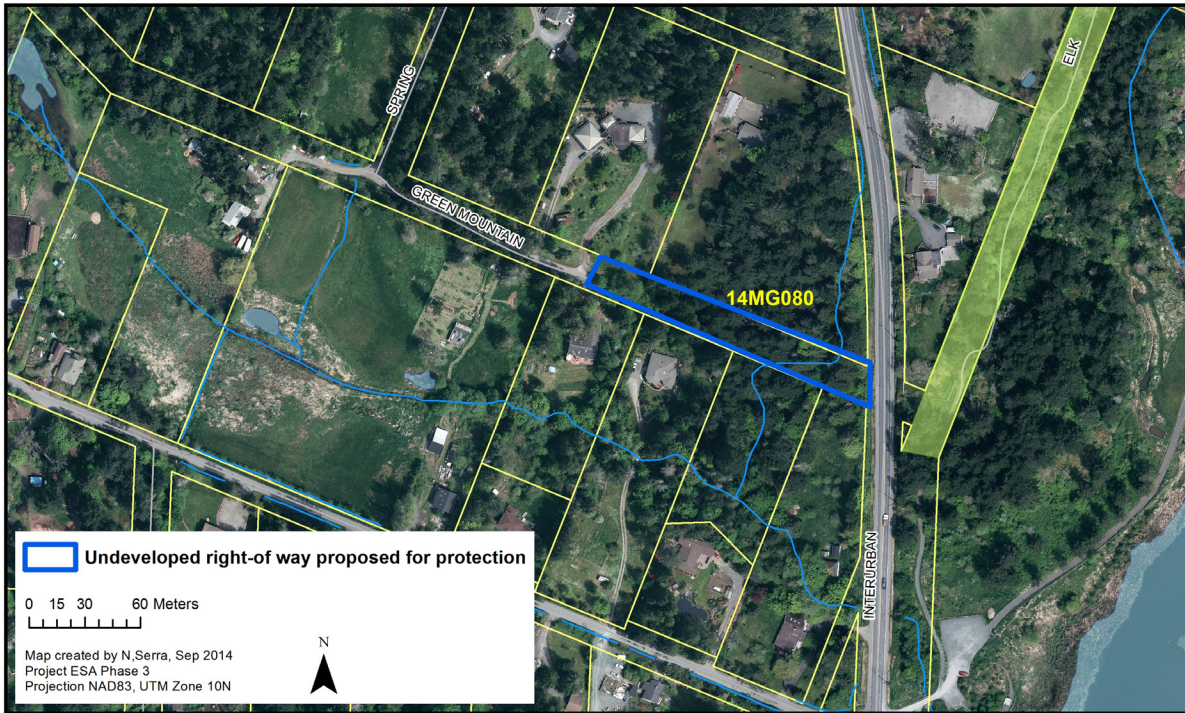 ELK
SPRING
GREEN MOUNTAIN
14MG080
INTERURBAN
Undeveloped right-of way proposed for protection
0 15 30 60 Meters
Map created by N,Serra, Sep 2014
Project ESA Phase 3
Projection NAD83, UTM Zone 10N
N